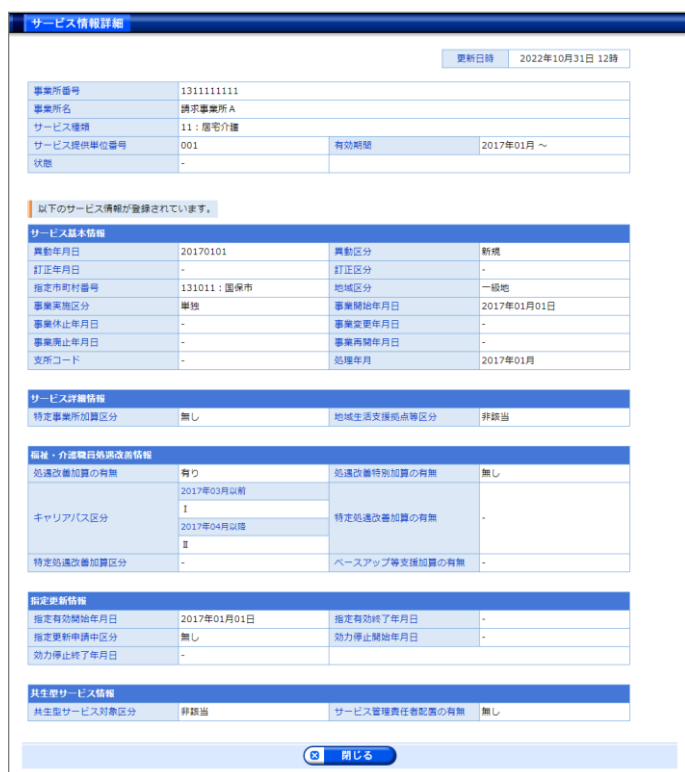 サービス情報詳細
更新日時 2022年10月31日 12時
事業所番号 1311111111
事業所名 請求事業所A
サービス種類 11：居宅介護
サービス提供単位番号 001 有効期間 2017年01月 ～
状態 -
以下のサービス情報が登録されています。
サービス基本情報
異動年月日 20170101 異動区分 新規
訂正年月日 - 訂正区分 -
指定市町村番号 131011：国保市 地域区分 一級地
事業実施区分 単独 事業開始年月日 2017年01月01日
事業休止年月日 - 事業変更年月日 -
事業廃止年月日 - 事業再開年月日 -
支所コード - 処理年月 2017年01月
サービス詳細情報
特定事業所加算区分 無し 地域生活支援拠点等区分 非該当
福祉・介護職員処遇改善情報
処遇改善加算の有無 有り 処遇改善特別加算の有無 無し
キャリアパス区分 2017年03月以前 特定処遇改善加算の有無 -
Ⅰ
2017年04月以降
Ⅱ
特定処遇改善加算区分 - ベースアップ等支援加算の有無 -
指定更新情報
指定有効開始年月日 2017年01月01日 指定有効終了年月日 -
指定更新申請中区分 無し 効力停止開始年月日 -
効力停止終了年月日 -
共生型サービス情報
共生型サービス対象区分 非該当 サービス管理責任者配置の有無 無し
閉じる